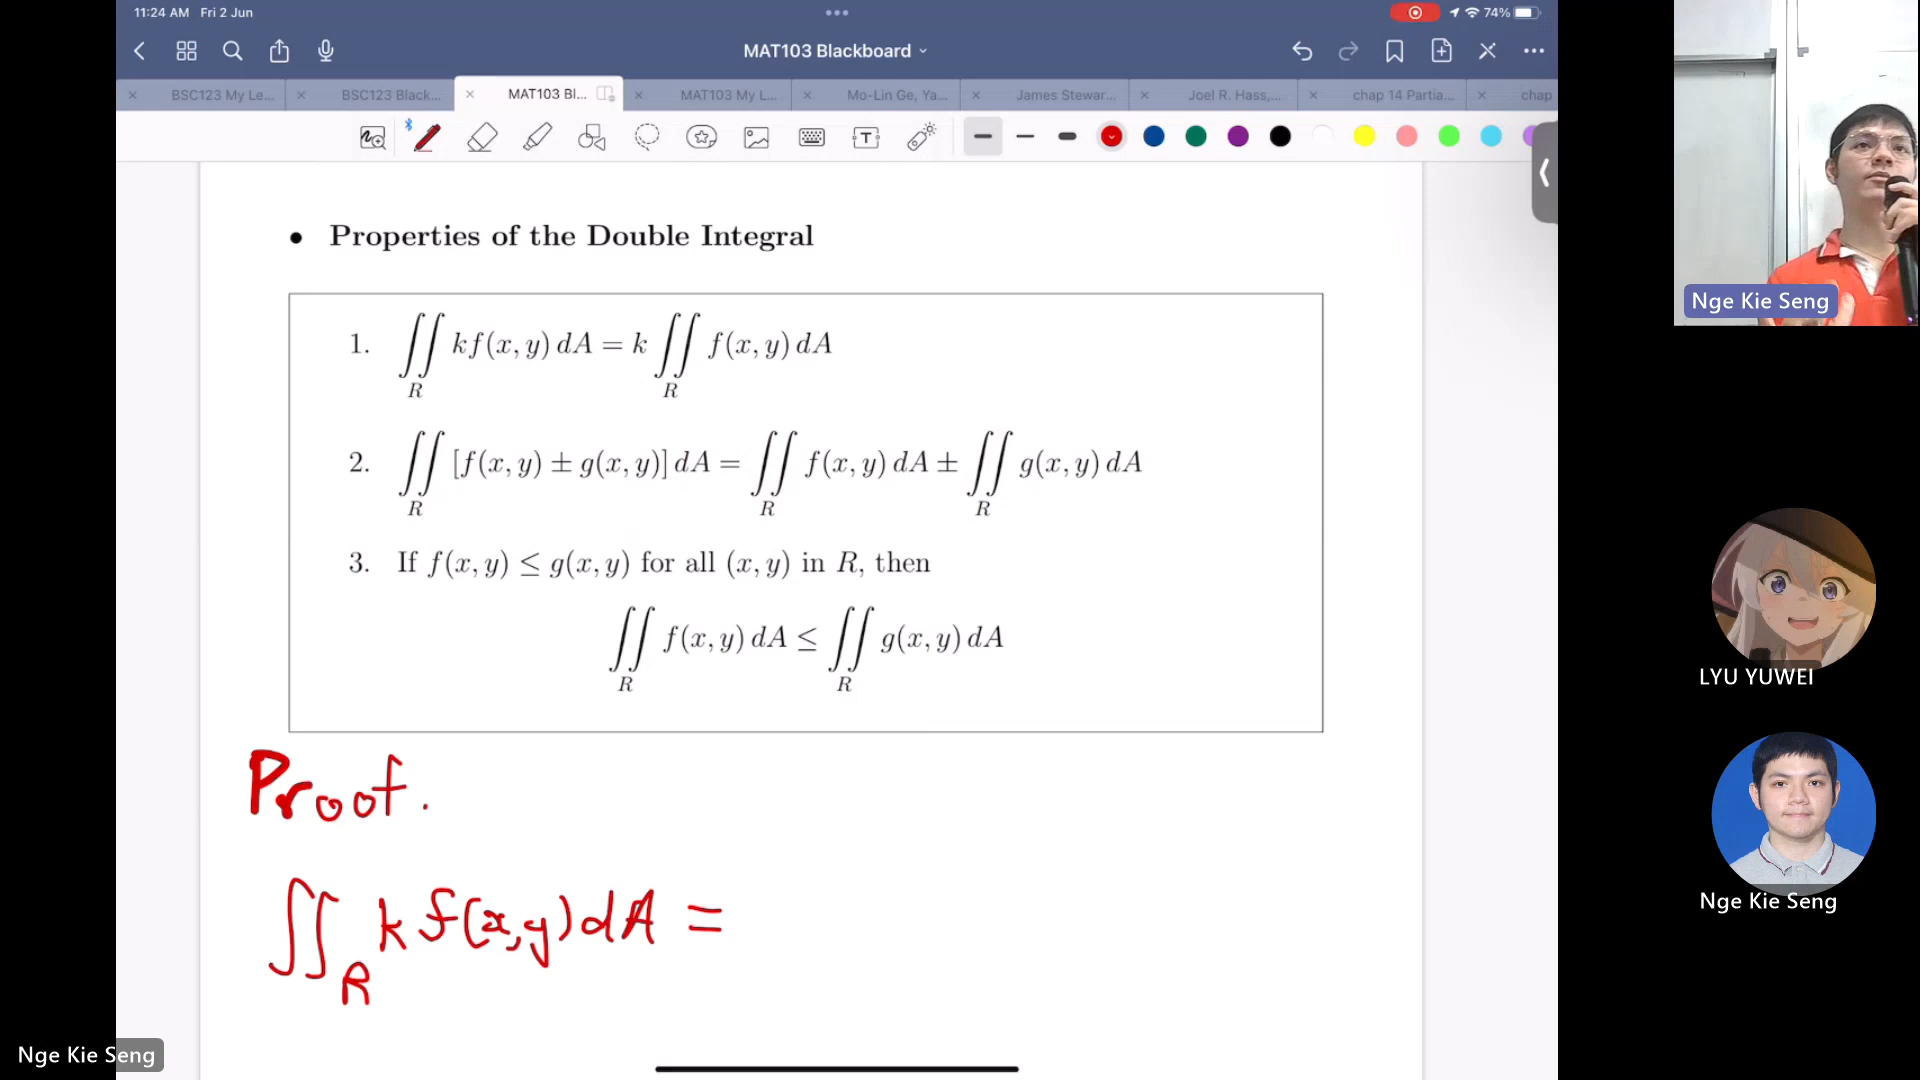 11:24 AM Fri 2 Jun
74%
MAT103 Blackboard
BSC123 My Le...
BSC123 Black...
MAT103 Bl...
MAT103 My L...
Mo-Lin Ge, Ya...
James Stewar...
Joel R. Hass,...
chap 14 Partia...
chap
• Properties of the Double Integral
1. ∬_R kf(x, y) dA = k ∬_R f(x, y) dA
2. ∬_R [f(x, y) ± g(x, y)] dA = ∬_R f(x, y) dA ± ∬_R g(x, y) dA
3. If f(x, y) ≤ g(x, y) for all (x, y) in R, then
∬_R f(x, y) dA ≤ ∬_R g(x, y) dA
Proof.
∬_R k f(x,y) dA =
Nge Kie Seng
LYU YUWEI
Nge Kie Seng
Nge Kie Seng